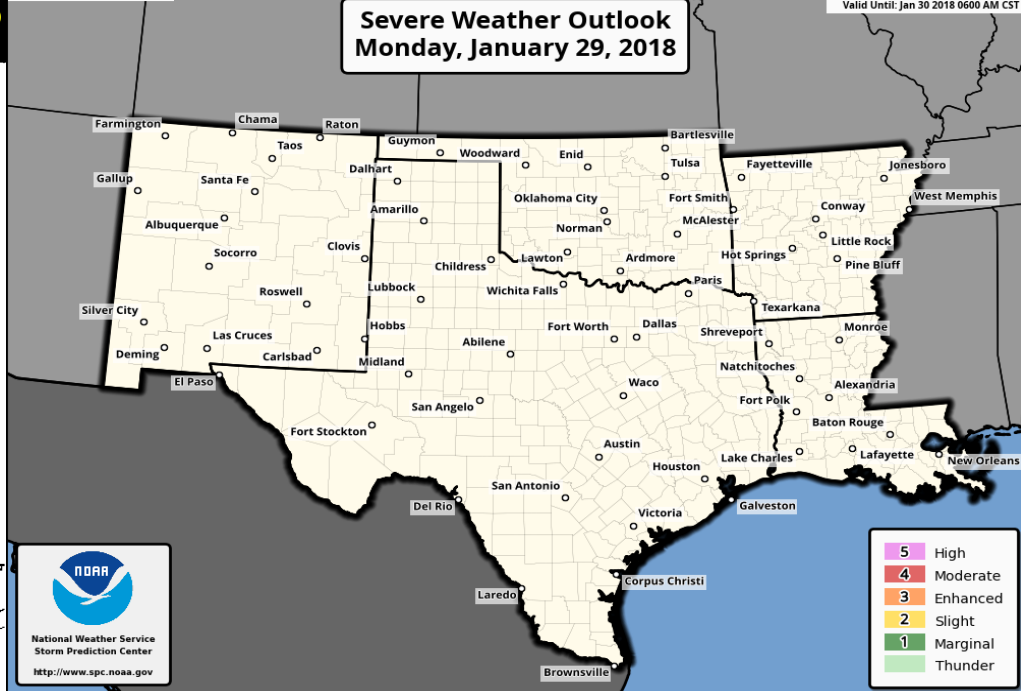 Valid Until: Jan 30 2018 0600 AM CST
Severe Weather Outlook
Monday, January 29, 2018
Farmington
Chama
Raton
Taos
Guymon
Woodward
Enid
Bartlesville
Tulsa
Fayetteville
Jonesboro
Gallup
Santa Fe
Dalhart
Oklahoma City
Fort Smith
West Memphis
Albuquerque
Amarillo
Norman
McAlester
Conway
Socorro
Clovis
Childress
Lawton
Ardmore
Hot Springs
Little Rock
Pine Bluff
Roswell
Lubbock
Wichita Falls
Paris
Texarkana
Silver City
Las Cruces
Hobbs
Fort Worth
Dallas
Shreveport
Monroe
Deming
Carlsbad
Midland
Abilene
Natchitoches
El Paso
San Angelo
Waco
Fort Polk
Alexandria
Fort Stockton
Austin
Baton Rouge
Houston
Lake Charles
Lafayette
New Orleans
Del Rio
San Antonio
Victoria
Galveston
Laredo
Corpus Christi
Brownsville
NOAA
National Weather Service
Storm Prediction Center
http://www.spc.noaa.gov
5 High
4 Moderate
3 Enhanced
2 Slight
1 Marginal
Thunder